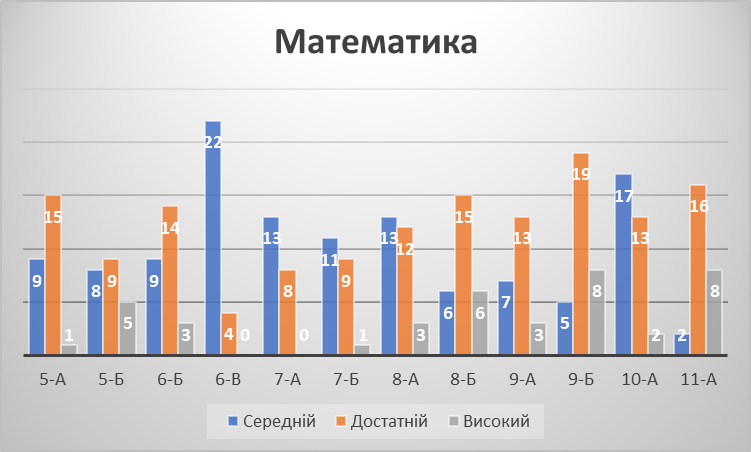 Математика
9 15 1 8 9 5 9 14 3 22 4 0 13 8 0 11 9 1 13 12 3 6 15 6 7 13 3 5 19 8 17 13 2 2 16 8
5-А 5-Б 6-Б 6-В 7-А 7-Б 8-А 8-Б 9-А 9-Б 10-А 11-А
Середній Достатній Високий